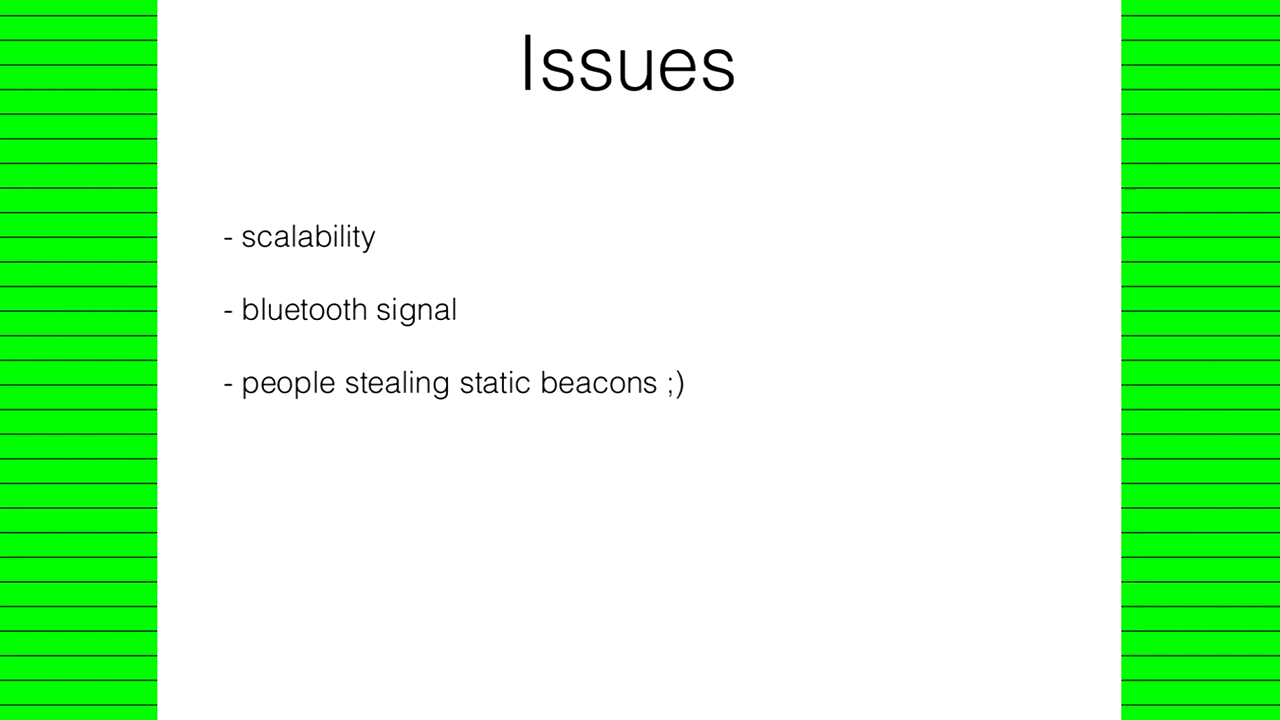 Issues
- scalability
- bluetooth signal
- people stealing static beacons ;)